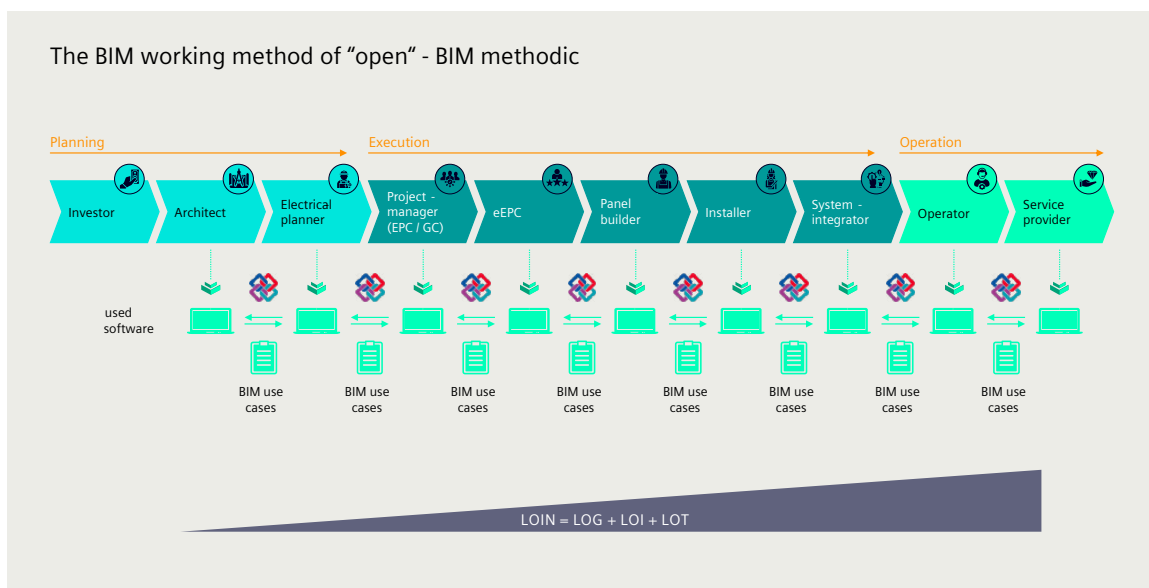 The BIM working method of “open“ - BIM methodic
Planning
Execution
Operation
Investor
Architect
Electrical
planner
Project -
manager
(EPC / GC)
eEPC
Panel
builder
Installer
System -
integrator
Operator
Service
provider
used
software
BIM use
cases
BIM use
cases
BIM use
cases
BIM use
cases
BIM use
cases
BIM use
cases
BIM use
cases
BIM use
cases
LOIN = LOG + LOI + LOT